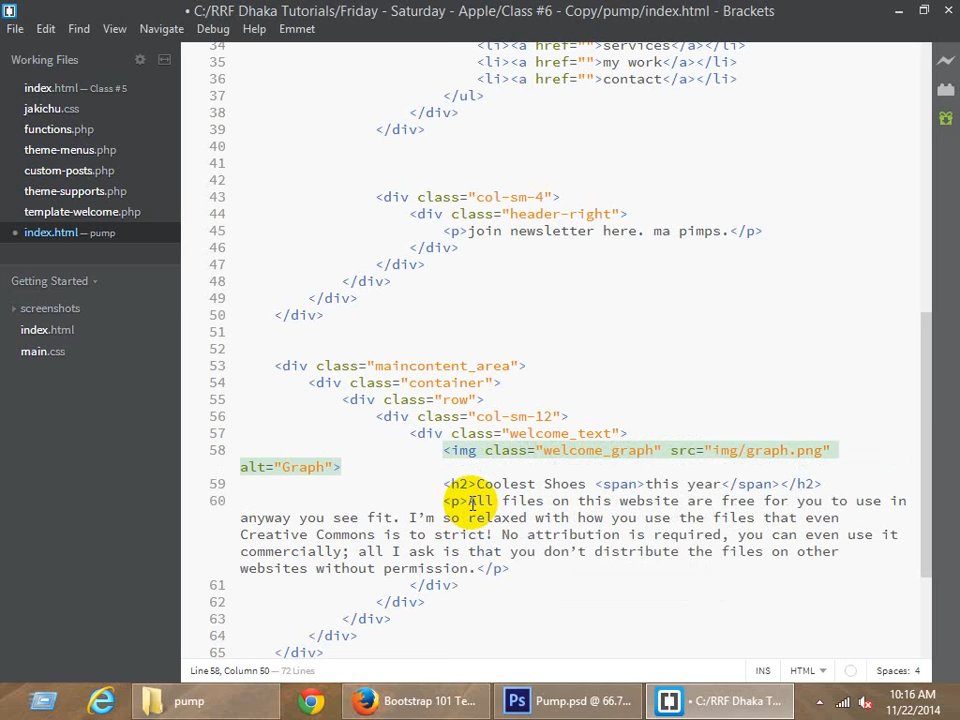 • C:/RRF Dhaka Tutorials/Friday - Saturday - Apple/Class #6 - Copy/pump/index.html - Brackets
File Edit Find View Navigate Debug Help Emmet
Working Files
index.html — Class #5
jakichu.css
functions.php
theme-menus.php
custom-posts.php
theme-supports.php
template-welcome.php
• index.html — pump
Getting Started
screenshots
index.html
main.css
34 <li><a href="">services</a></li>
35 <li><a href="">my work</a></li>
36 <li><a href="">contact</a></li>
37 </ul>
38 </div>
39 </div>
40
41
42
43 <div class="col-sm-4">
44 <div class="header-right">
45 <p>join newsletter here. ma pimps.</p>
46 </div>
47 </div>
48 </div>
49 </div>
50 </div>
51
52
53 <div class="maincontent_area">
54 <div class="container">
55 <div class="row">
56 <div class="col-sm-12">
57 <div class="welcome_text">
58 <img class="welcome_graph" src="img/graph.png"
alt="Graph">
59 <h2>Coolest Shoes <span>this year</span></h2>
60 <p>All files on this website are free for you to use in
anyway you see fit. I’m so relaxed with how you use the files that even
Creative Commons is to strict! No attribution is required, you can even use it
commercially; all I ask is that you don’t distribute the files on other
websites without permission.</p>
61 </div>
62 </div>
63 </div>
64 </div>
65 </div>
Line 58, Column 50 — 72 Lines
INS HTML Spaces: 4
pump
Bootstrap 101 Te...
Ps Pump.psd @ 66.7...
• C:/RRF Dhaka T...
10:16 AM
11/22/2014